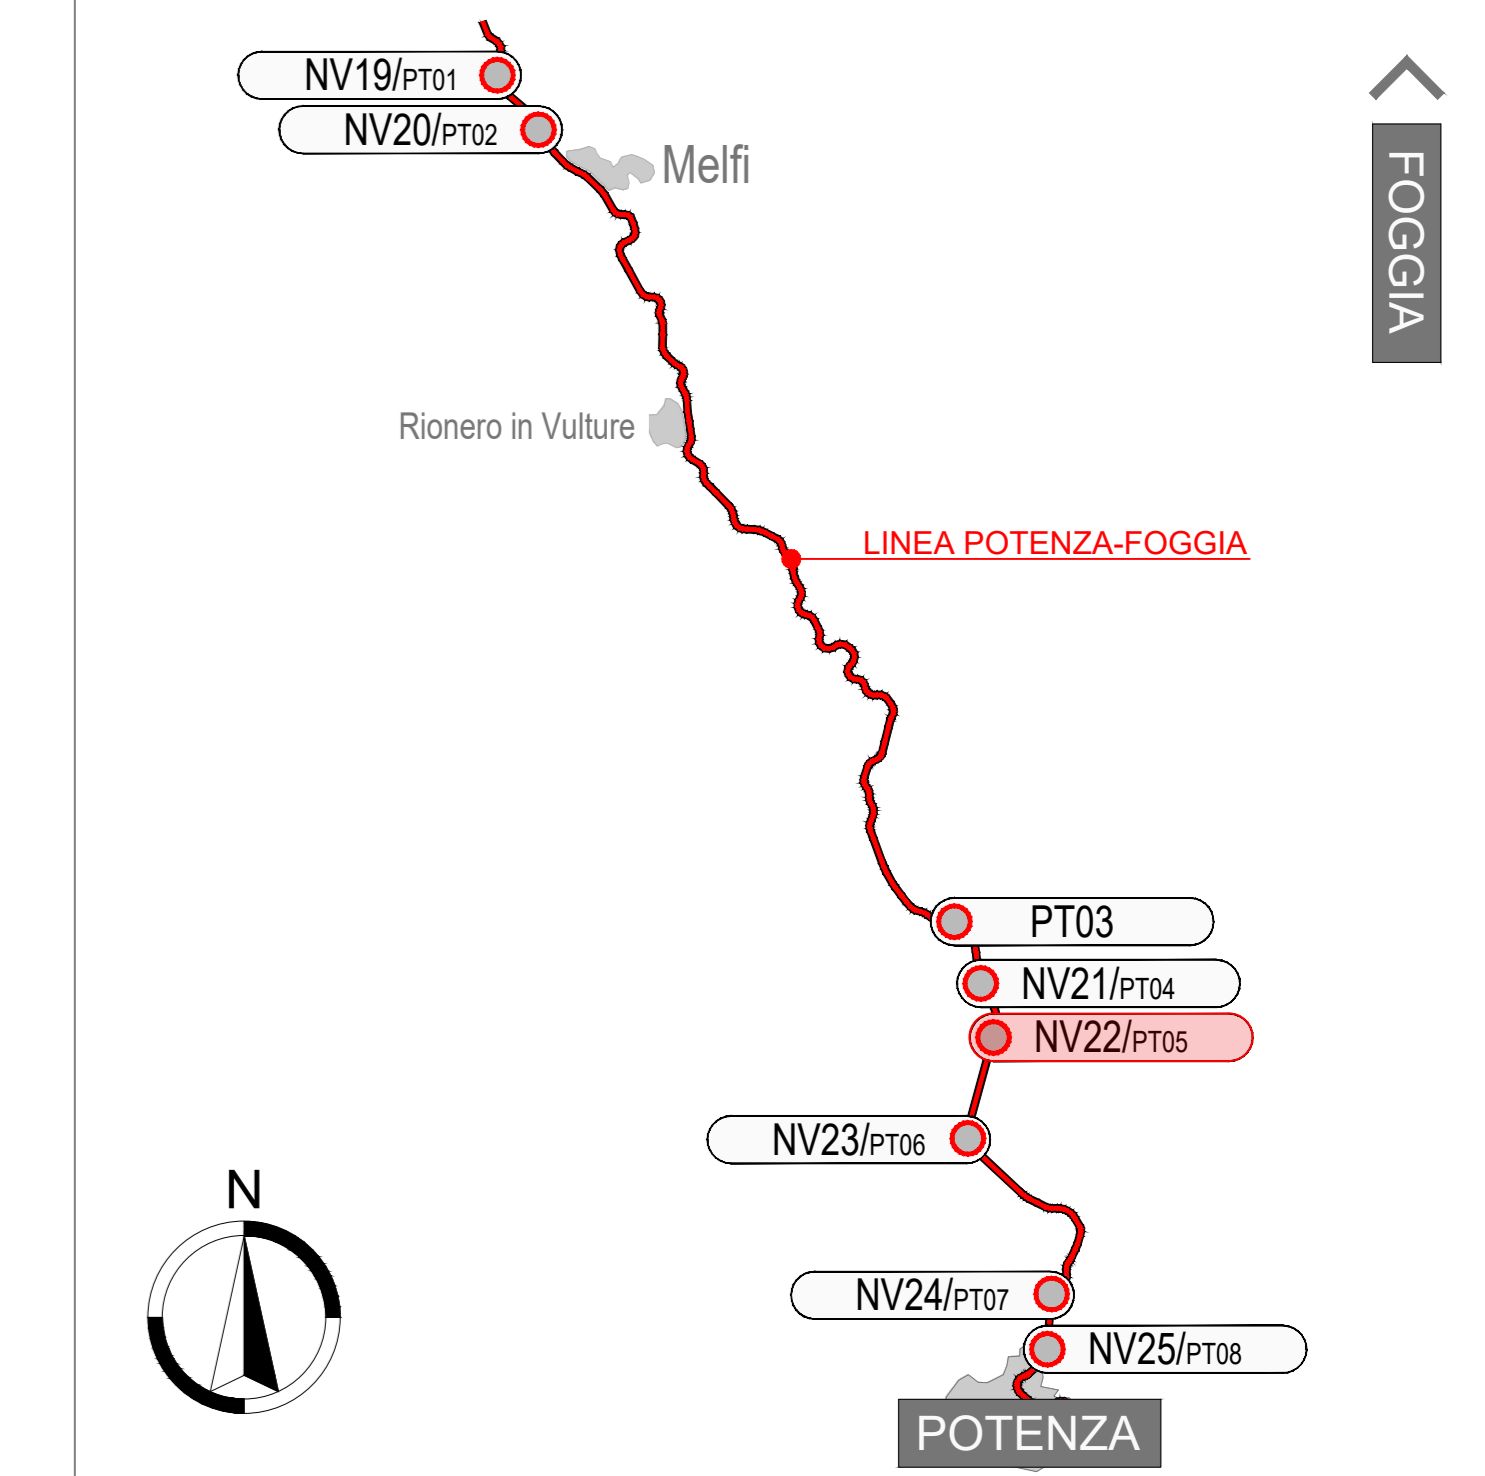 NV19/PT01
NV20/PT02
Melfi
FOGGIA
Rionero in Vulture
LINEA POTENZA-FOGGIA
PT03
NV21/PT04
NV22/PT05
NV23/PT06
N
NV24/PT07
NV25/PT08
POTENZA